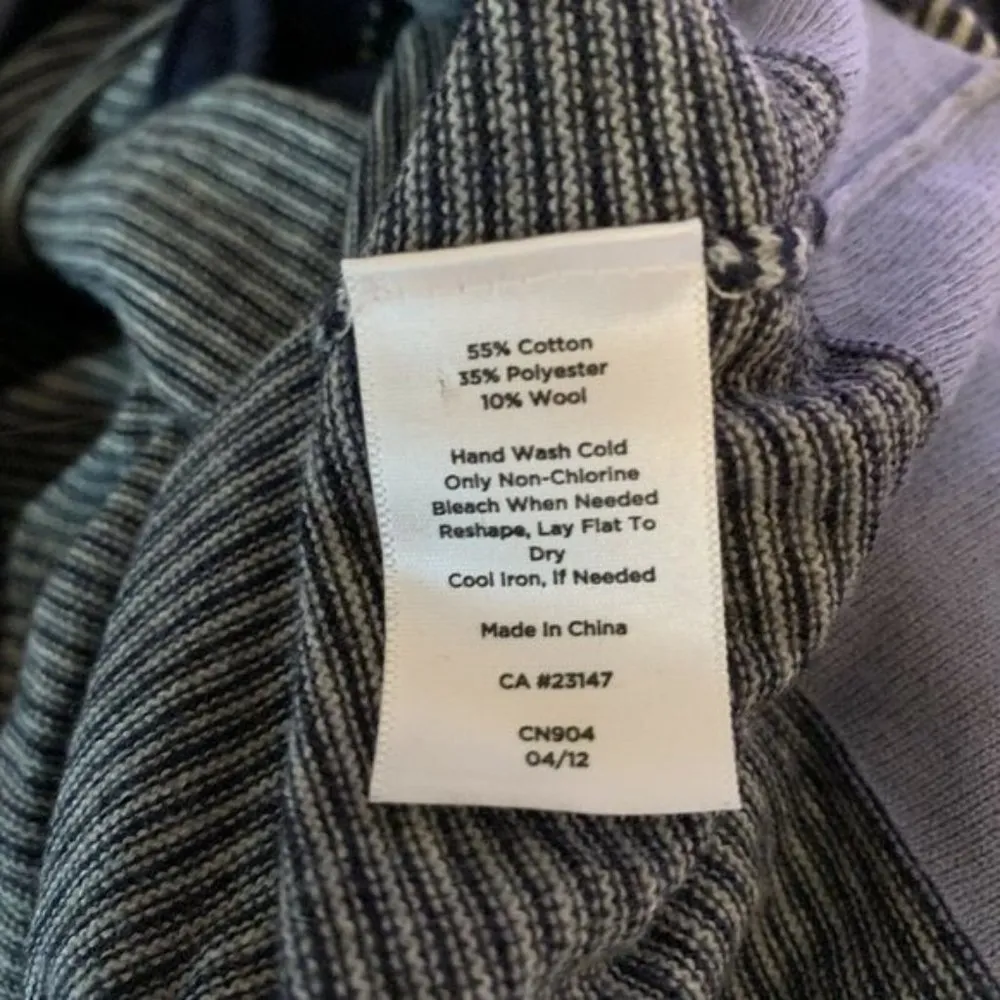 55% Cotton
35% Polyester
10% Wool
Hand Wash Cold
Only Non-Chlorine
Bleach When Needed
Reshape, Lay Flat To
Dry
Cool Iron, If Needed
Made In China
CA #23147
CN904
04/12